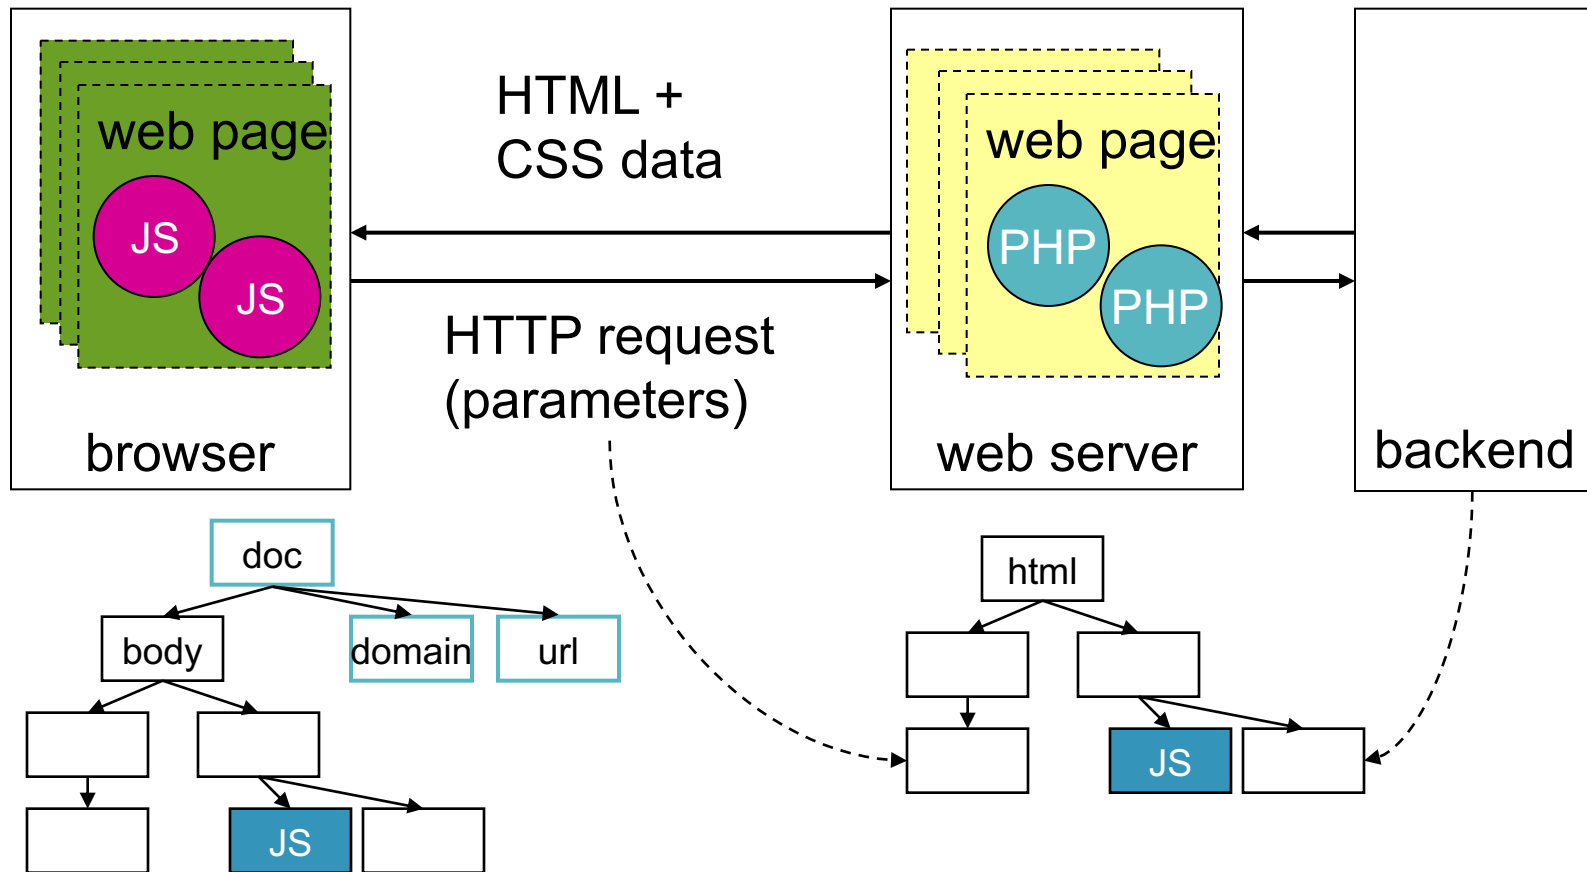 web page
JS
JS
browser
HTML +
CSS data
HTTP request
(parameters)
web page
PHP
PHP
web server
backend
doc
body
domain
url
JS
html
JS